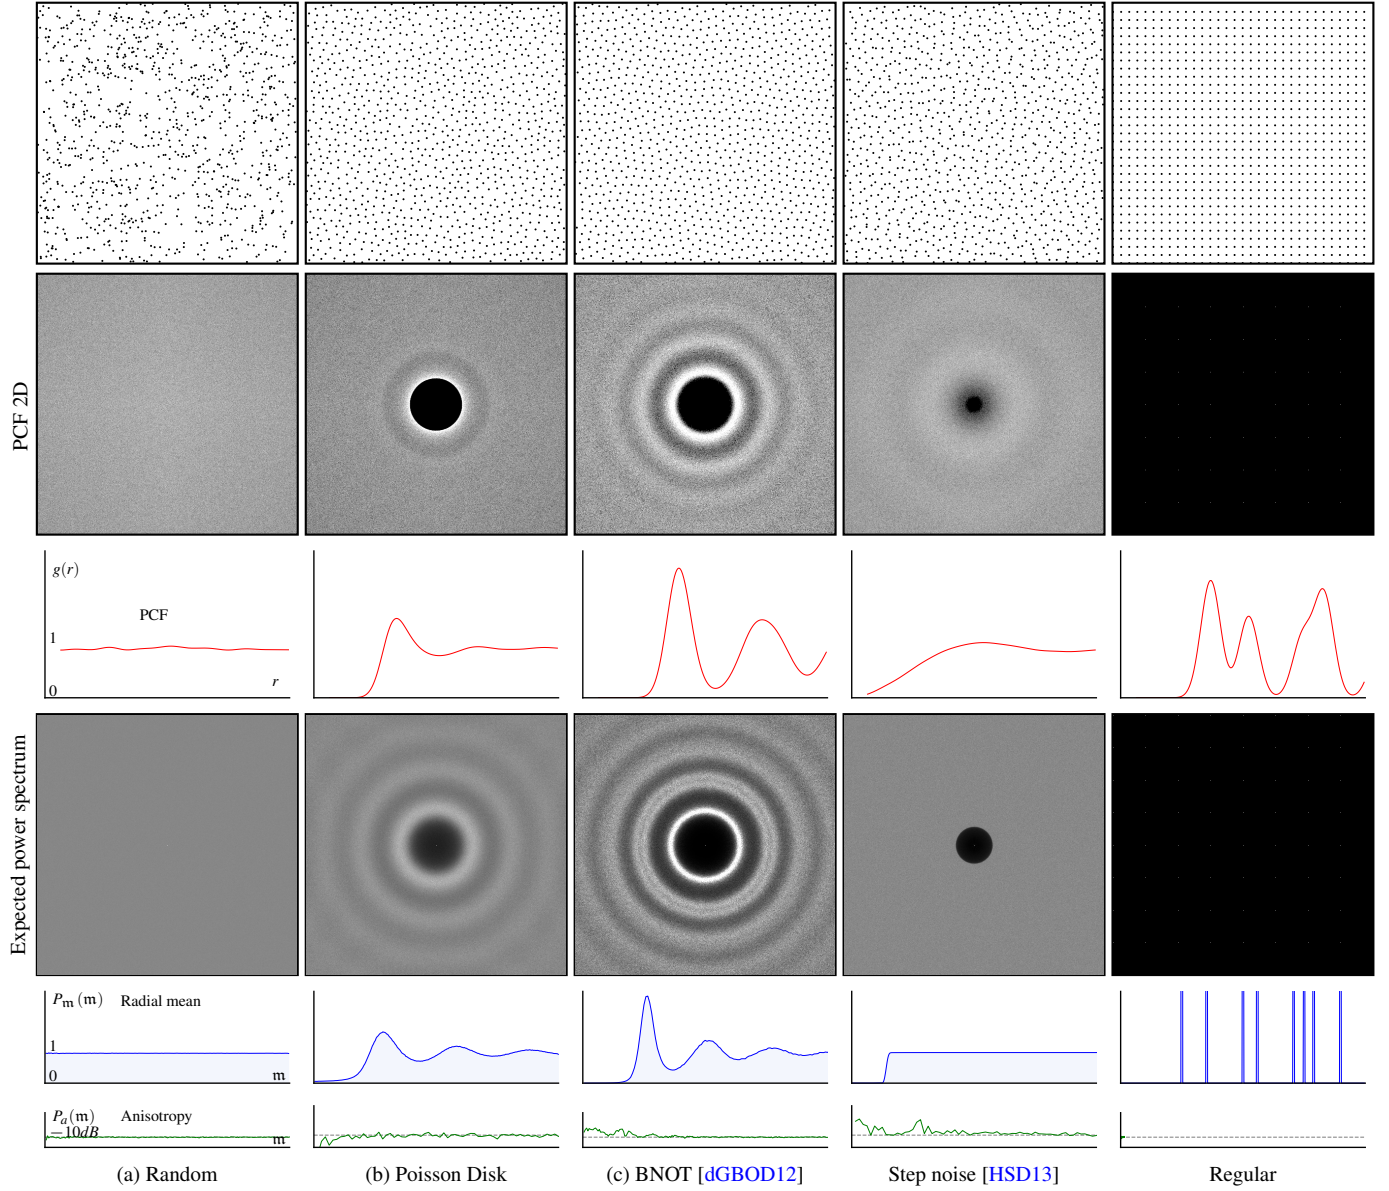 PCF 2D
g(r)
PCF
1
0
r
Expected power spectrum
P𝔪(𝔪) Radial mean
1
0
𝔪
Pₐ(𝔪) Anisotropy
−10dB
𝔪
(a) Random
(b) Poisson Disk
(c) BNOT [dGBOD12]
Step noise [HSD13]
Regular